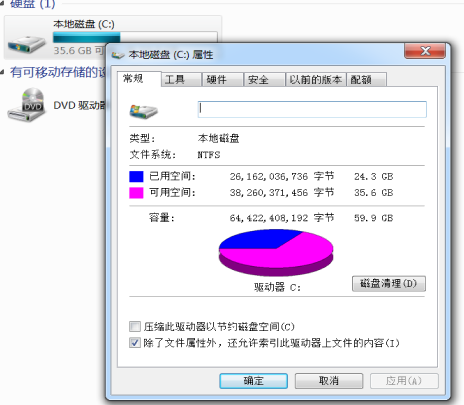 硬盘 (1)
本地磁盘 (C:)
35.6 GB 可
有可移动存储的设
DVD 驱动器
本地磁盘 (C:) 属性
常规 工具 硬件 安全 以前的版本 配额
类型: 本地磁盘
文件系统: NTFS
已用空间: 26,162,036,736 字节 24.3 GB
可用空间: 38,260,371,456 字节 35.6 GB
容量: 64,422,408,192 字节 59.9 GB
驱动器 C:
磁盘清理(D)
压缩此驱动器以节约磁盘空间(C)
除了文件属性外，还允许索引此驱动器上文件的内容(I)
确定 取消 应用(A)